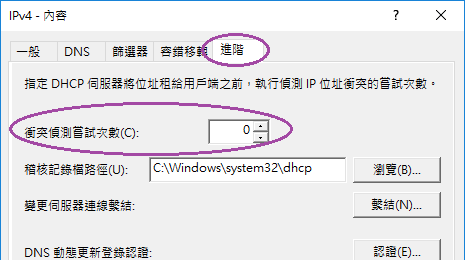 IPv4 - 內容
一般 DNS 篩選器 容錯移轉 進階
指定 DHCP 伺服器將位址租給用戶端之前，執行偵測 IP 位址衝突的嘗試次數。
衝突偵測嘗試次數(C): 0
稽核記錄檔路徑(U): C:\Windows\system32\dhcp 瀏覽(B)...
變更伺服器連線繫結: 繫結(N)...
DNS 動態更新登錄認證: 認證(E)...